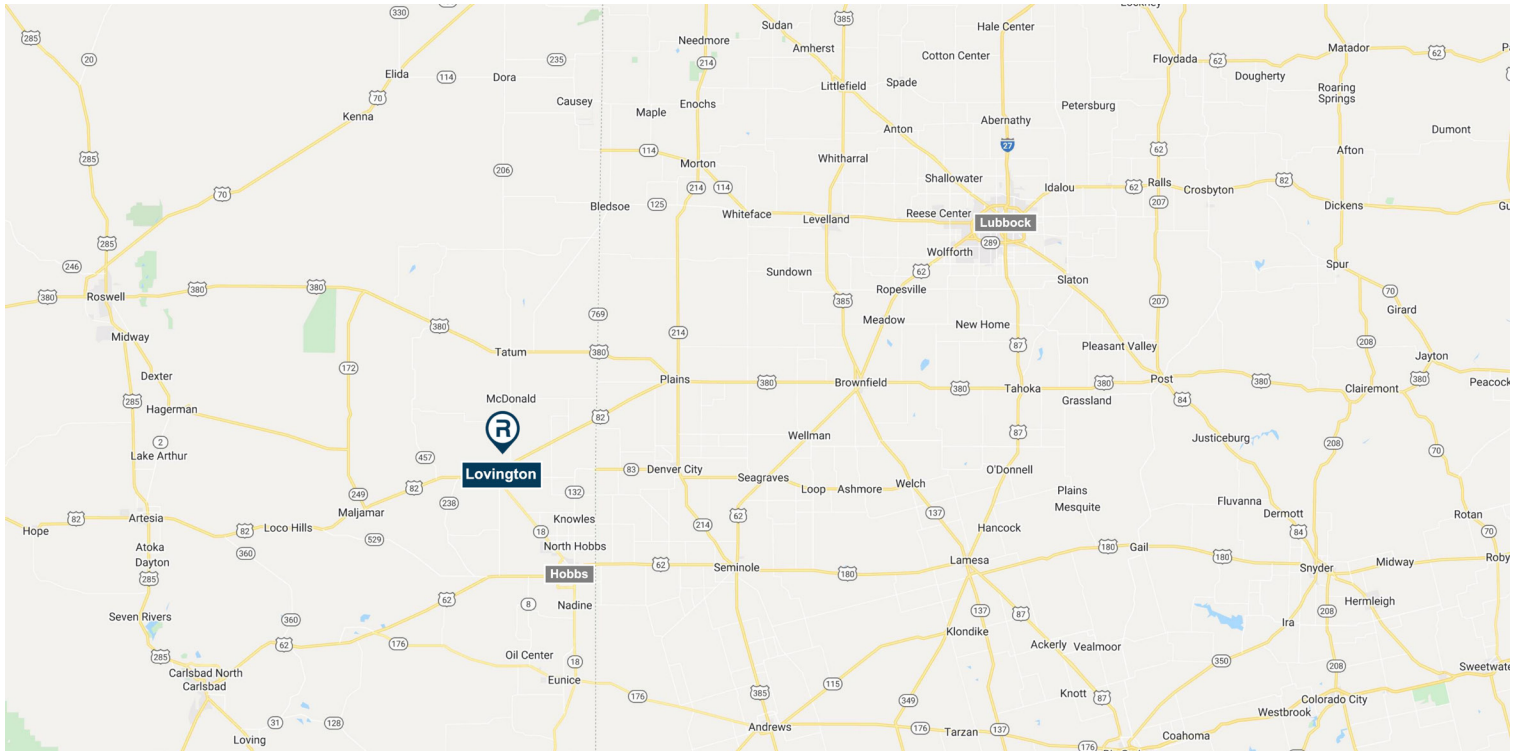 Lockney
330
385
Hale Center
285
Sudan
Needmore
Amherst
Matador
62
20
Cotton Center
Floydada
62
235
214
Elida
114
Dora
Littlefield
Spade
Dougherty
Roaring
Springs
70
Causey
Maple
Enochs
Petersburg
Kenna
Abernathy
Anton
Dumont
27
62
Afton
285
114
Whitharral
206
Morton
Shallowater
70
214
114
Idalou
62
Ralls
Crosbyton
82
Bledsoe
125
Whiteface
Levelland
Reese Center
Lubbock
207
Dickens
285
289
Wolfforth
246
Sundown
62
Slaton
Spur
380
Roswell
380
380
Ropesville
385
207
70
Girard
769
Meadow
New Home
380
214
Midway
87
Pleasant Valley
208
Tatum
380
Jayton
172
Dexter
Plains
380
Brownfield
380
Tahoka
380
Post
380
Clairemont
380
Peacock
285
Hagerman
McDonald
Grassland
84
82
R
87
Wellman
Justiceburg
2
208
Lake Arthur
457
70
Lovington
83
Denver City
O'Donnell
Seagraves
82
249
132
Loop
Ashmore
Welch
Plains
Mesquite
Maljamar
238
Fluvanna
Dermott
82
Artesia
Knowles
62
137
Rotan
Hope
82
Loco Hills
18
214
Hancock
84
70
529
North Hobbs
Atoka
360
180
Gail
180
Dayton
62
Seminole
180
Lamesa
Snyder
Midway
Roby
285
Hobbs
62
8
Nadine
137
87
208
Hermleigh
Seven Rivers
360
Ira
Klondike
62
176
Ackerly
Vealmoor
285
Oil Center
18
350
208
Sweetwate
Carlsbad North
Carlsbad
Eunice
115
176
385
Knott
87
349
Colorado City
Westbrook
31
128
Andrews
176
Tarzan
137
Coahoma
Loving
176